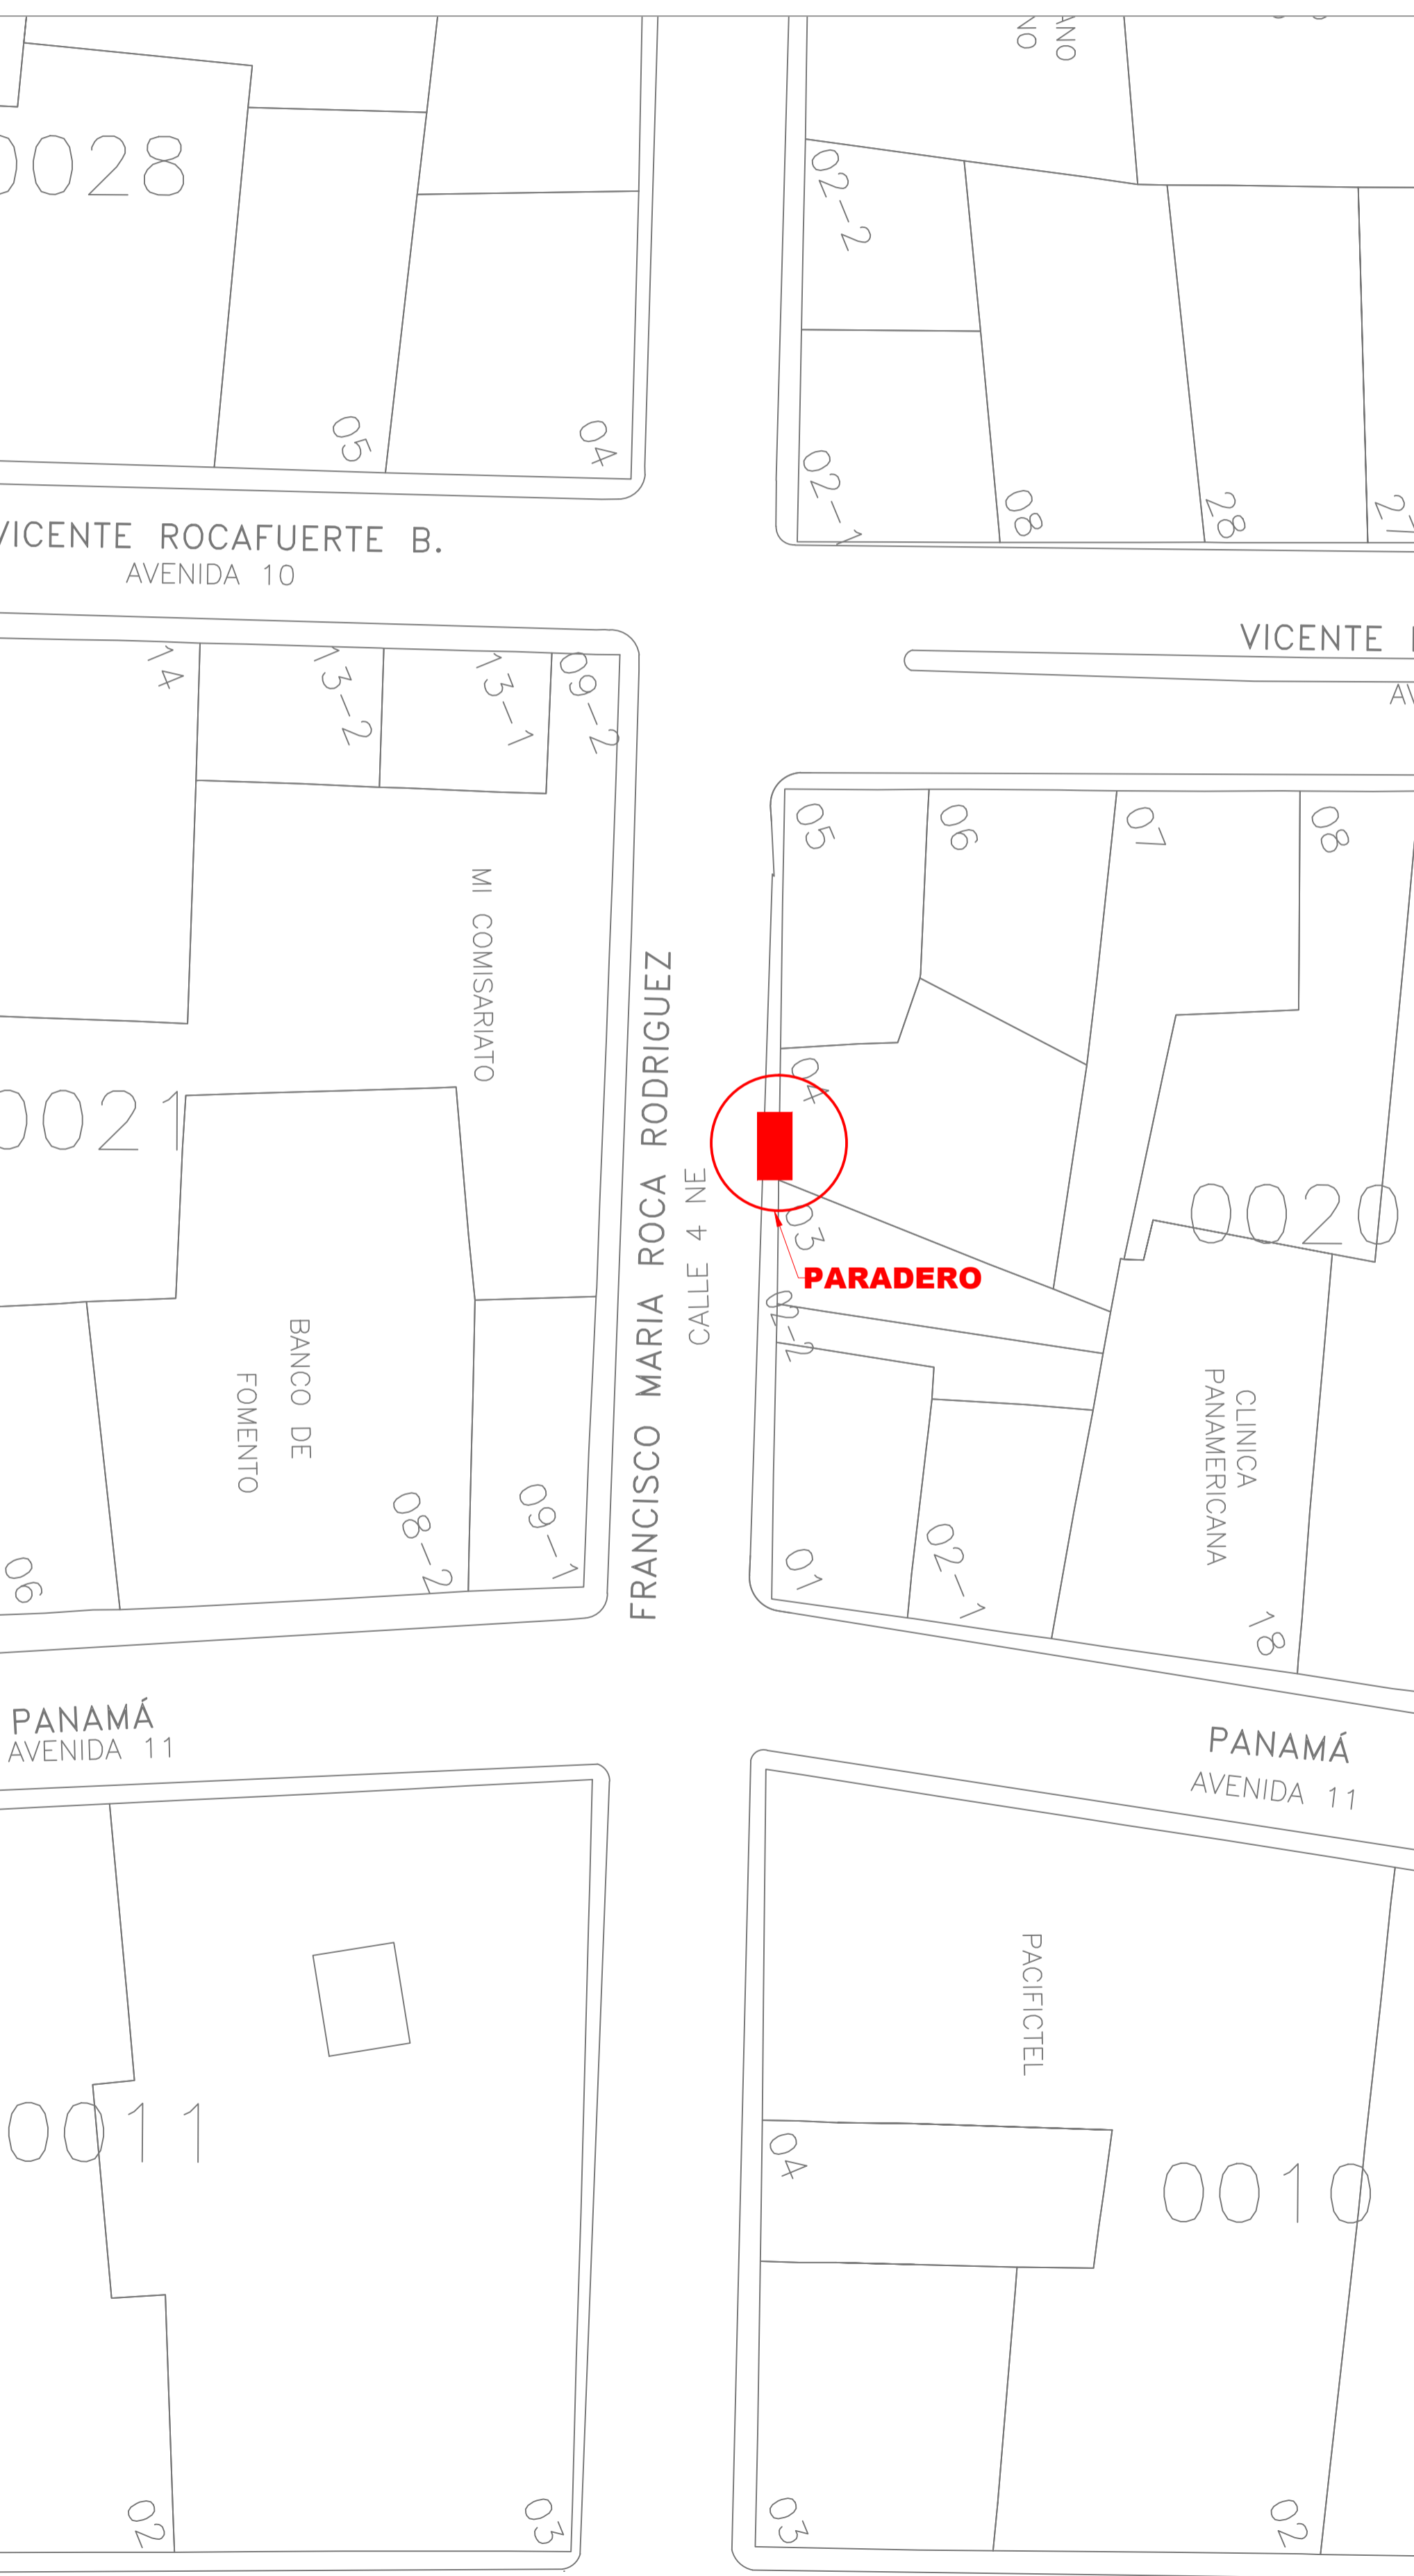 0028
02-2
05
04
02-1
08
28
27
VICENTE ROCAFUERTE B.
AVENIDA 10
VICENTE
14
13-2
13-1
09-2
05
06
07
08
MI COMISARIATO
04
0021
FRANCISCO MARIA ROCA RODRIGUEZ
CALLE 4 NE
0020
03
PARADERO
02-2
BANCO DE
FOMENTO
CLINICA
PANAMERICANA
08-2
09-1
06
01
02-1
18
PANAMÁ
AVENIDA 11
PANAMÁ
AVENIDA 11
PACIFICTEL
0011
04
0010
02
03
03
02